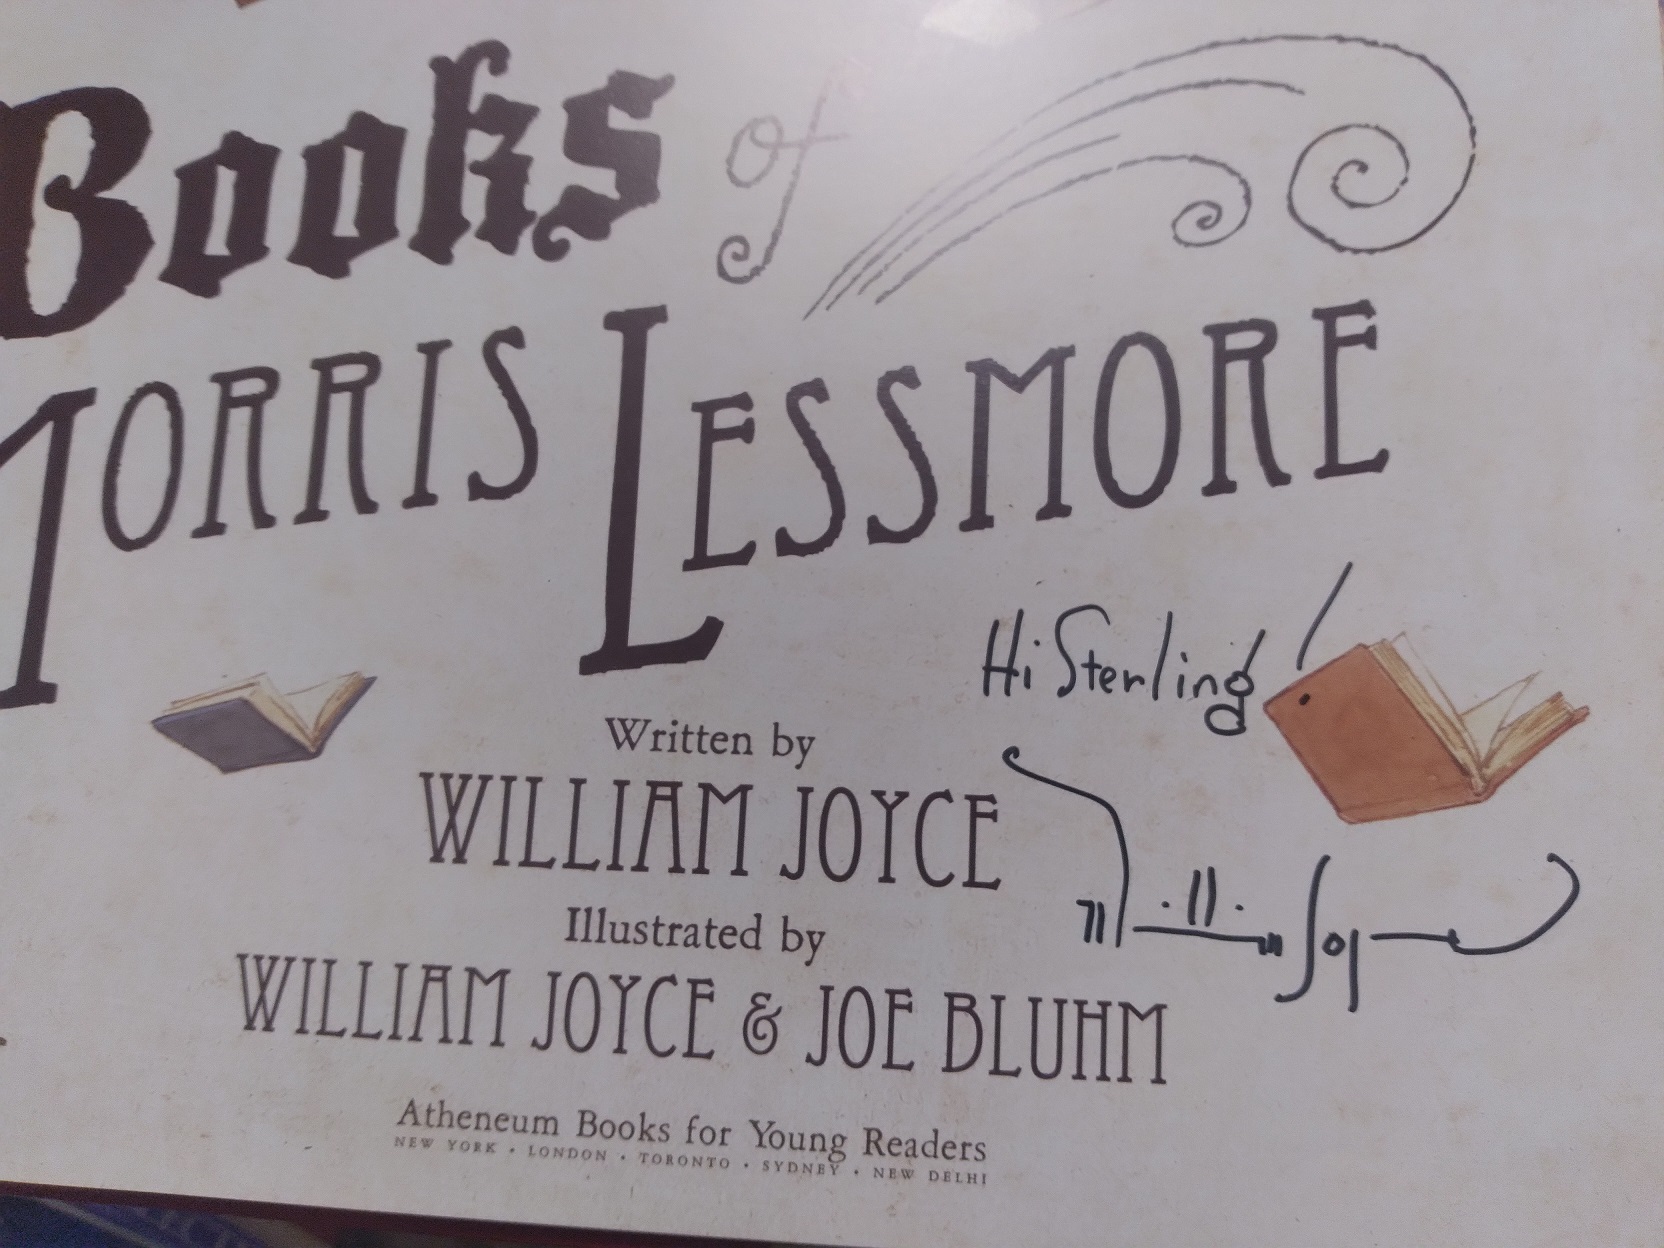 Books of
MORRIS LESSMORE
Hi Sterling!
Written by
WILLIAM JOYCE
Illustrated by
WILLIAM JOYCE & JOE BLUHM
Atheneum Books for Young Readers
NEW YORK • LONDON • TORONTO • SYDNEY • NEW DELHI